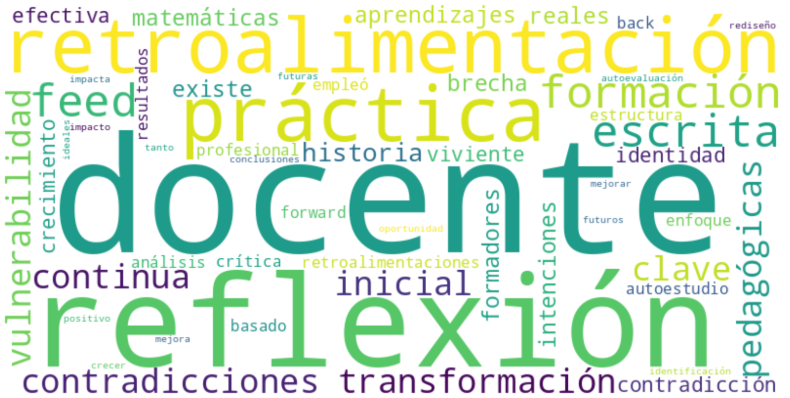 efectiva matemáticas aprendizajes reales back rediseño
retroalimentación
impacta futuras autoevaluación
feed resultados existe empleó brecha formación
práctica estructura
impacto escrita
vulnerabilidad crecimiento ideales tanto profesional conclusiones historia viviente identidad
docente
mejorar
pedagógicas
forward formadores intenciones futuros enfoque
oportunidad
análisis crítica retroalimentaciones clave
continua inicial autoestudio
reflexión
positivo basado
mejora
crecer identificación
contradicciones transformación contradicción